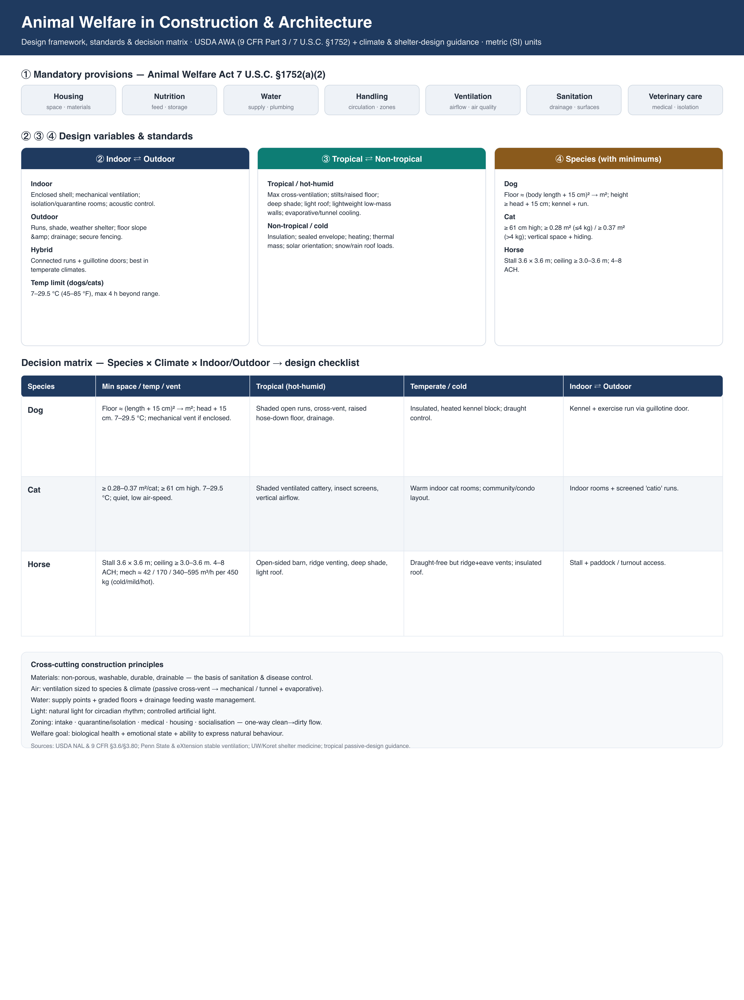 Animal Welfare in Construction & Architecture
Design framework, standards & decision matrix · USDA AWA (9 CFR Part 3 / 7 U.S.C. §1752) + climate & shelter-design guidance · metric (SI) units
① Mandatory provisions — Animal Welfare Act 7 U.S.C. §1752(a)(2)
Housing
space · materials
Nutrition
feed · storage
Water
supply · plumbing
Handling
circulation · zones
Ventilation
airflow · air quality
Sanitation
drainage · surfaces
Veterinary care
medical · isolation
② ③ ④ Design variables & standards
② Indoor ⇄ Outdoor
Indoor
Enclosed shell; mechanical ventilation;
isolation/quarantine rooms; acoustic control.
Outdoor
Runs, shade, weather shelter; floor slope
&amp; drainage; secure fencing.
Hybrid
Connected runs + guillotine doors; best in
temperate climates.
Temp limit (dogs/cats)
7–29.5 °C (45–85 °F), max 4 h beyond range.
③ Tropical ⇄ Non-tropical
Tropical / hot-humid
Max cross-ventilation; stilts/raised floor;
deep shade; light roof; lightweight low-mass
walls; evaporative/tunnel cooling.
Non-tropical / cold
Insulation; sealed envelope; heating; thermal
mass; solar orientation; snow/rain roof loads.
④ Species (with minimums)
Dog
Floor ≈ (body length + 15 cm)² → m²; height
≥ head + 15 cm; kennel + run.
Cat
≥ 61 cm high; ≥ 0.28 m² (≤4 kg) / ≥ 0.37 m²
(>4 kg); vertical space + hiding.
Horse
Stall 3.6 × 3.6 m; ceiling ≥ 3.0–3.6 m; 4–8
ACH.
Decision matrix — Species × Climate × Indoor/Outdoor → design checklist
Species
Min space / temp / vent
Tropical (hot-humid)
Temperate / cold
Indoor ⇄ Outdoor
Dog
Floor ≈ (length + 15 cm)² → m²; head + 15
cm. 7–29.5 °C; mechanical vent if enclosed.
Shaded open runs, cross-vent, raised
hose-down floor, drainage.
Insulated, heated kennel block; draught
control.
Kennel + exercise run via guillotine door.
Cat
≥ 0.28–0.37 m²/cat; ≥ 61 cm high. 7–29.5
°C; quiet, low air-speed.
Shaded ventilated cattery, insect screens,
vertical airflow.
Warm indoor cat rooms; community/condo
layout.
Indoor rooms + screened 'catio' runs.
Horse
Stall 3.6 × 3.6 m; ceiling ≥ 3.0–3.6 m. 4–8
ACH; mech ≈ 42 / 170 / 340–595 m³/h per 450
kg (cold/mild/hot).
Open-sided barn, ridge venting, deep shade,
light roof.
Draught-free but ridge+eave vents; insulated
roof.
Stall + paddock / turnout access.
Cross-cutting construction principles
Materials: non-porous, washable, durable, drainable — the basis of sanitation & disease control.
Air: ventilation sized to species & climate (passive cross-vent → mechanical / tunnel + evaporative).
Water: supply points + graded floors + drainage feeding waste management.
Light: natural light for circadian rhythm; controlled artificial light.
Zoning: intake · quarantine/isolation · medical · housing · socialisation — one-way clean→dirty flow.
Welfare goal: biological health + emotional state + ability to express natural behaviour.
Sources: USDA NAL & 9 CFR §3.6/§3.80; Penn State & eXtension stable ventilation; UW/Koret shelter medicine; tropical passive-design guidance.